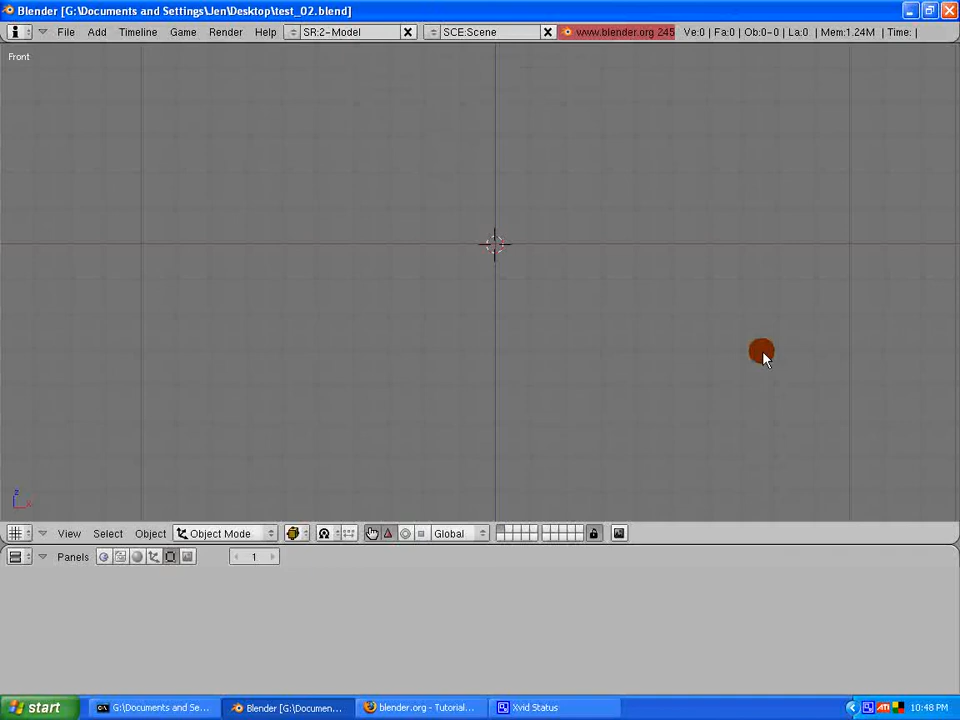 Blender [G:\Documents and Settings\Jen\Desktop\test_02.blend]
File Add Timeline Game Render Help SR:2-Model SCE:Scene www.blender.org 245 Ve:0 | Fa:0 | Ob:0-0 | La:0 | Mem:1.24M | Time: |
Front
z
x
View Select Object Object Mode Global
Panels 1
start G:\Documents and Se... Blender [G:\Documen... blender.org - Tutorial... Xvid Status ATI 10:48 PM